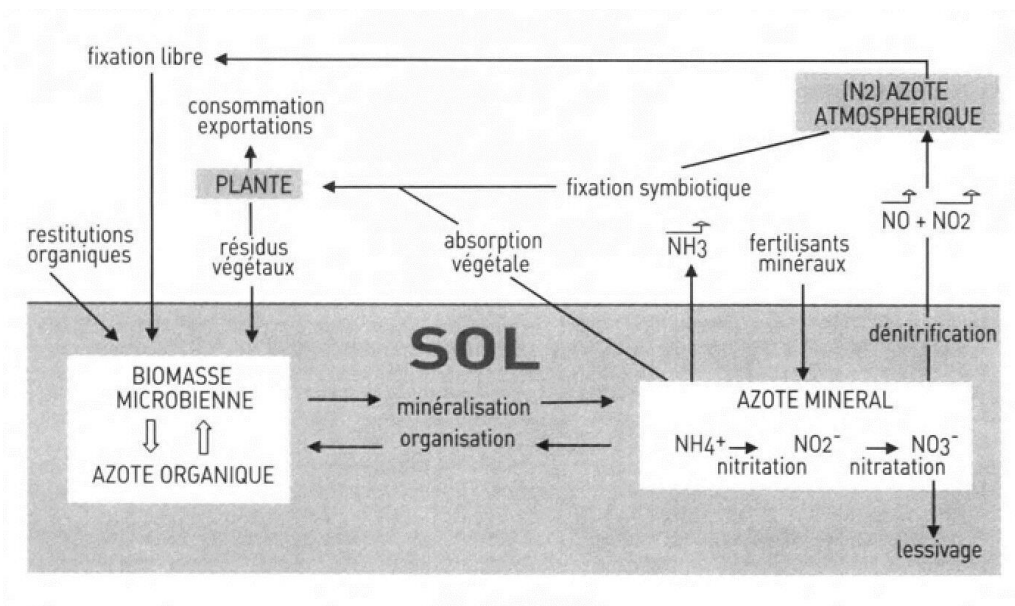 fixation libre
(N2) AZOTE
ATMOSPHERIQUE
consommation
exportations
PLANTE
fixation symbiotique
NO + NO2
restitutions
organiques
résidus
végétaux
absorption
végétale
NH3
fertilisants
minéraux
SOL
dénitrification
BIOMASSE
MICROBIENNE
AZOTE ORGANIQUE
minéralisation
organisation
AZOTE MINERAL
NH4+ NO2- NO3-
nitritation nitratation
lessivage